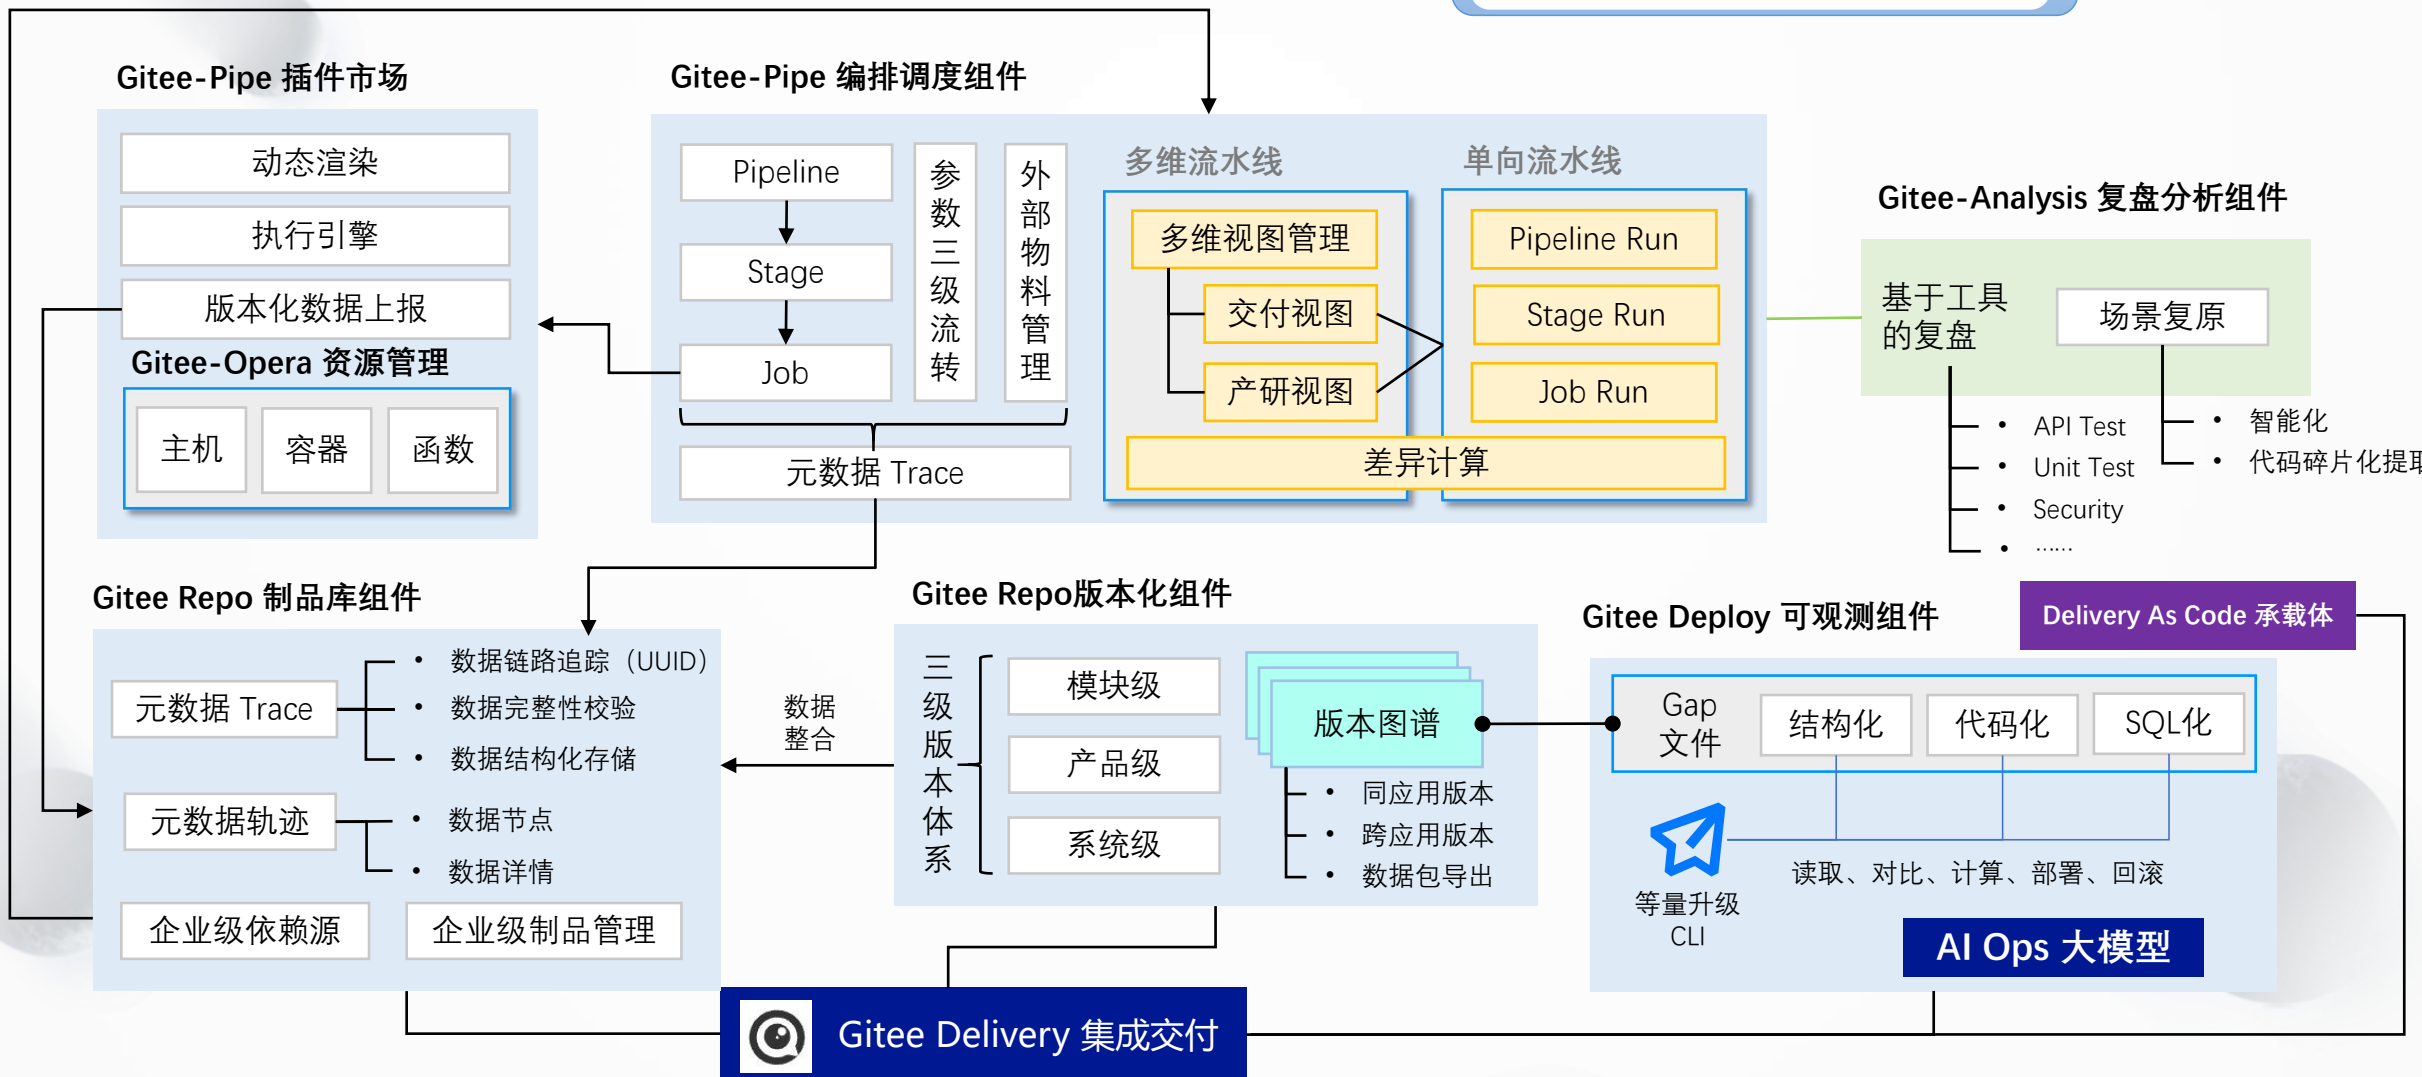 Gitee-Pipe 插件市场
动态渲染
执行引擎
版本化数据上报
Gitee-Opera 资源管理
主机
容器
函数
Gitee-Pipe 编排调度组件
Pipeline
Stage
Job
参数三级流转
外部物料管理
元数据 Trace
多维流水线
多维视图管理
交付视图
产研视图
单向流水线
Pipeline Run
Stage Run
Job Run
差异计算
Gitee-Analysis 复盘分析组件
基于工具
的复盘
场景复原
• API Test
• Unit Test
• Security
• ……
• 智能化
• 代码碎片化提取
Gitee Repo 制品库组件
元数据 Trace
• 数据链路追踪（UUID）
• 数据完整性校验
• 数据结构化存储
元数据轨迹
• 数据节点
• 数据详情
企业级依赖源
企业级制品管理
数据
整合
Gitee Repo版本化组件
三级版本体系
模块级
产品级
系统级
版本图谱
• 同应用版本
• 跨应用版本
• 数据包导出
Gitee Deploy 可观测组件
Delivery As Code 承载体
Gap
文件
结构化
代码化
SQL化
读取、对比、计算、部署、回滚
等量升级
CLI
AI Ops 大模型
Gitee Delivery 集成交付